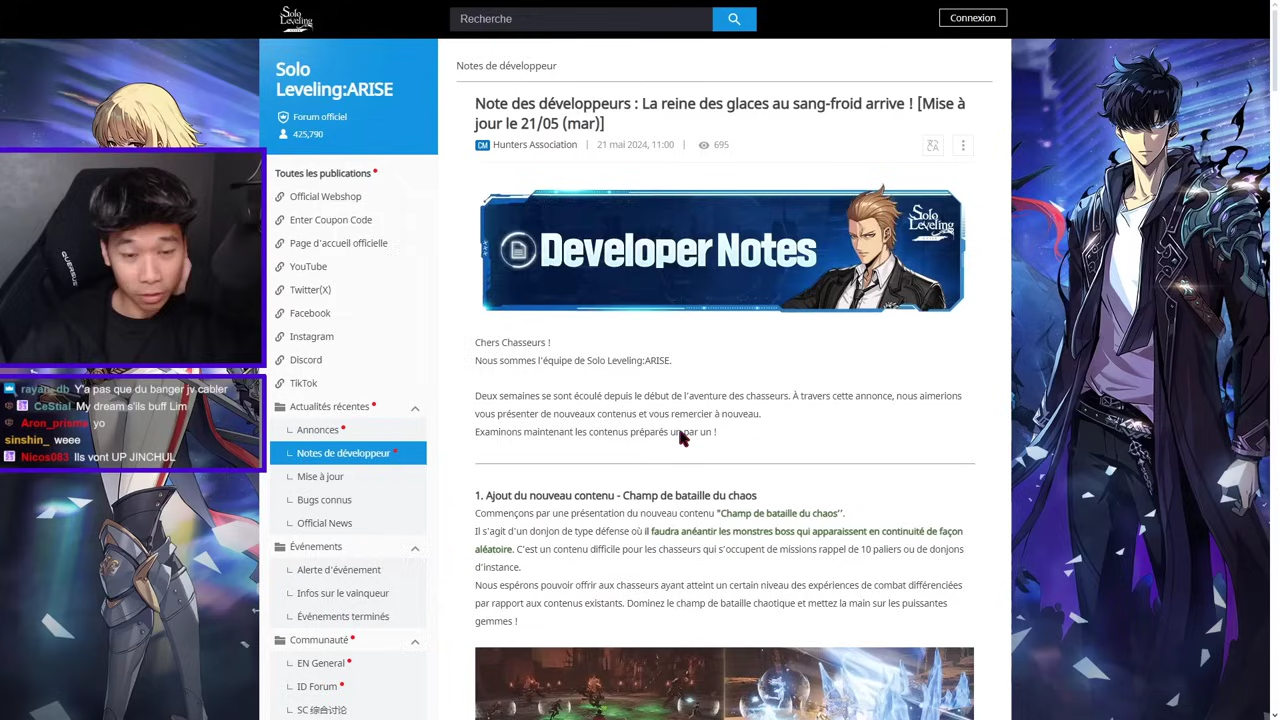 Solo
Leveling
ARISE
Recherche
Connexion
Solo
Leveling:ARISE
Forum officiel
425,790
Toutes les publications
Official Webshop
Enter Coupon Code
Page d'accueil officielle
YouTube
Twitter(X)
Facebook
Instagram
Discord
TikTok
Actualités récentes
Annonces
Notes de développeur
Mise à jour
Bugs connus
Official News
Événements
Alerte d'événement
Infos sur le vainqueur
Événements terminés
Communauté
EN General
ID Forum
SC 综合讨论
QUERSUS
rayan_db Y'a pas que du banger jv cabler
CeStial My dream s'ils buff Lim
Aron_prisma yo
sinshin_ weee
Nicos083 Ils vont UP JINCHUL
Notes de développeur
Note des développeurs : La reine des glaces au sang-froid arrive ! [Mise à
jour le 21/05 (mar)]
CM Hunters Association | 21 mai 2024, 11:00 | 695
Developer Notes
Solo
Leveling
ARISE
Chers Chasseurs !
Nous sommes l'équipe de Solo Leveling:ARISE.
Deux semaines se sont écoulé depuis le début de l'aventure des chasseurs. À travers cette annonce, nous aimerions
vous présenter de nouveaux contenus et vous remercier à nouveau.
Examinons maintenant les contenus préparés un par un !
1. Ajout du nouveau contenu - Champ de bataille du chaos
Commençons par une présentation du nouveau contenu "Champ de bataille du chaos''.
Il s'agit d'un donjon de type défense où il faudra anéantir les monstres boss qui apparaissent en continuité de façon
aléatoire. C'est un contenu difficile pour les chasseurs qui s'occupent de missions rappel de 10 paliers ou de donjons
d'instance.
Nous espérons pouvoir offrir aux chasseurs ayant atteint un certain niveau des expériences de combat différenciées
par rapport aux contenus existants. Dominez le champ de bataille chaotique et mettez la main sur les puissantes
gemmes !